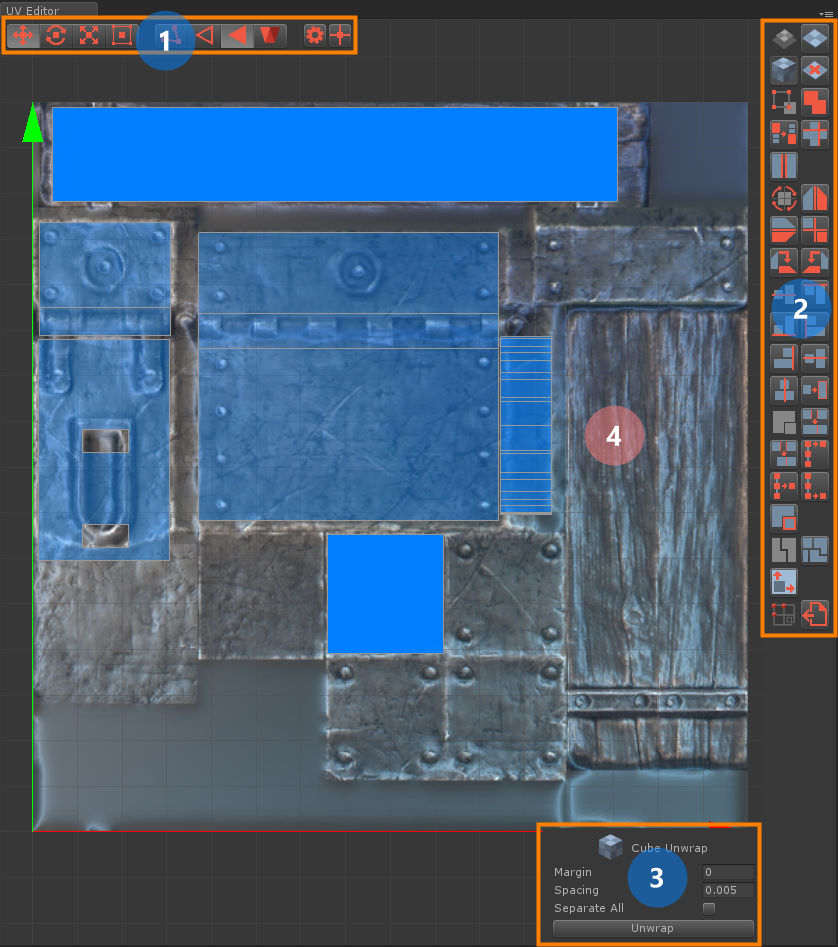 UV Editor
1
2
4
Cube Unwrap
Margin 0
3
Spacing 0.005
Separate All
Unwrap